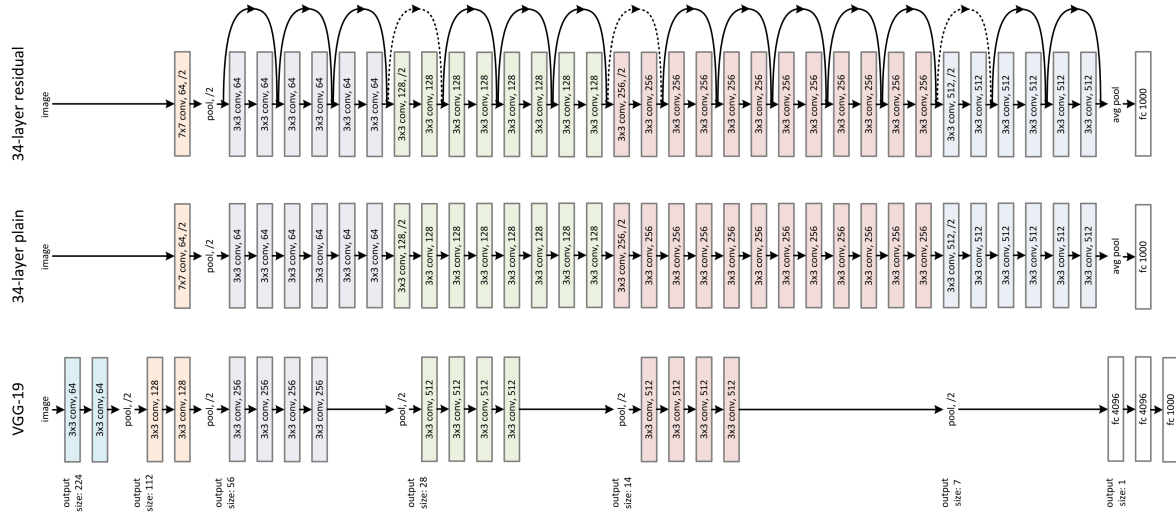 VGG-19
image
3x3 conv, 64
3x3 conv, 64
pool, /2
3x3 conv, 128
3x3 conv, 128
pool, /2
3x3 conv, 256
3x3 conv, 256
3x3 conv, 256
3x3 conv, 256
pool, /2
3x3 conv, 512
3x3 conv, 512
3x3 conv, 512
3x3 conv, 512
pool, /2
3x3 conv, 512
3x3 conv, 512
3x3 conv, 512
3x3 conv, 512
pool, /2
fc 4096
fc 4096
fc 1000
output
size: 224
output
size: 112
output
size: 56
output
size: 28
output
size: 14
output
size: 7
output
size: 1
34-layer plain
image
7x7 conv, 64, /2
pool, /2
3x3 conv, 64
3x3 conv, 64
3x3 conv, 64
3x3 conv, 64
3x3 conv, 64
3x3 conv, 64
3x3 conv, 128, /2
3x3 conv, 128
3x3 conv, 128
3x3 conv, 128
3x3 conv, 128
3x3 conv, 128
3x3 conv, 128
3x3 conv, 128
3x3 conv, 256, /2
3x3 conv, 256
3x3 conv, 256
3x3 conv, 256
3x3 conv, 256
3x3 conv, 256
3x3 conv, 256
3x3 conv, 256
3x3 conv, 256
3x3 conv, 256
3x3 conv, 256
3x3 conv, 256
3x3 conv, 512, /2
3x3 conv, 512
3x3 conv, 512
3x3 conv, 512
3x3 conv, 512
3x3 conv, 512
avg pool
fc 1000
34-layer residual
image
7x7 conv, 64, /2
pool, /2
3x3 conv, 64
3x3 conv, 64
3x3 conv, 64
3x3 conv, 64
3x3 conv, 64
3x3 conv, 64
3x3 conv, 128, /2
3x3 conv, 128
3x3 conv, 128
3x3 conv, 128
3x3 conv, 128
3x3 conv, 128
3x3 conv, 128
3x3 conv, 128
3x3 conv, 256, /2
3x3 conv, 256
3x3 conv, 256
3x3 conv, 256
3x3 conv, 256
3x3 conv, 256
3x3 conv, 256
3x3 conv, 256
3x3 conv, 256
3x3 conv, 256
3x3 conv, 256
3x3 conv, 256
3x3 conv, 512, /2
3x3 conv, 512
3x3 conv, 512
3x3 conv, 512
3x3 conv, 512
3x3 conv, 512
avg pool
fc 1000